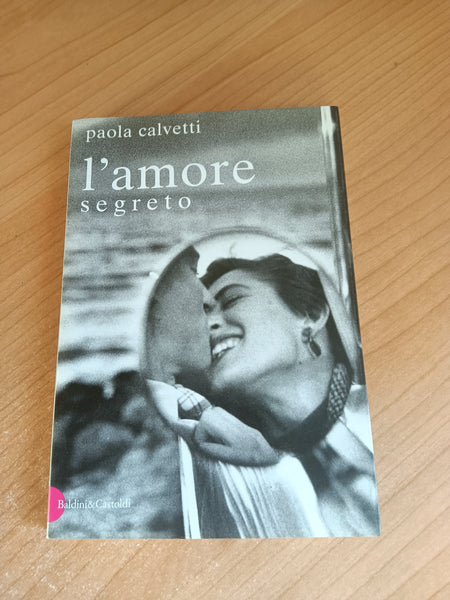 paola calvetti
l'amore
segreto
Baldini&Castoldi